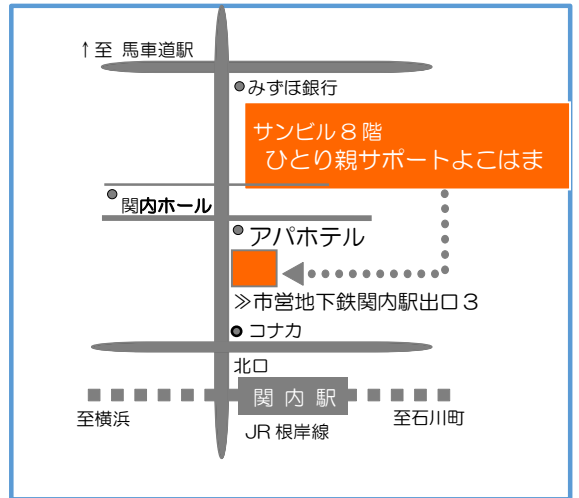 ↑至 馬車道駅
みずほ銀行
サンビル８階
ひとり親サポートよこはま
関内ホール
アパホテル
≫市営地下鉄関内駅出口３
コナカ
北口
関内駅
至横浜
至石川町
JR根岸線